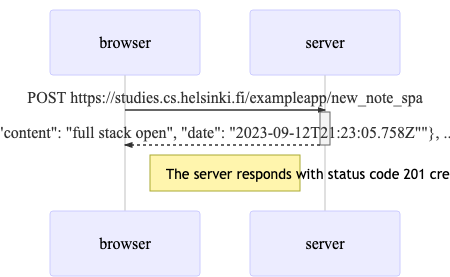 browser server
POST https://studies.cs.helsinki.fi/exampleapp/new_note_spa
'content": "full stack open", "date": "2023-09-12T21:23:05.758Z""}, ..
The server responds with status code 201 cre
browser server